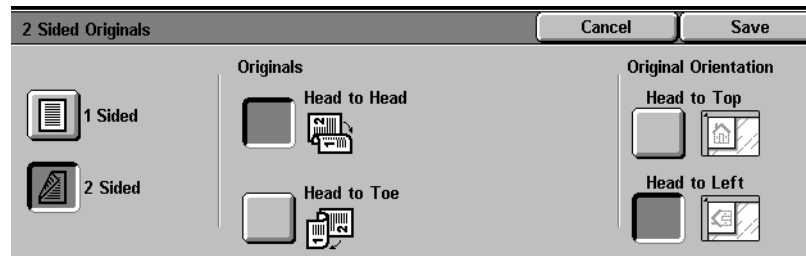 2 Sided Originals
Cancel
Save
1 Sided
2 Sided
Originals
Head to Head
Head to Toe
Original Orientation
Head to Top
Head to Left